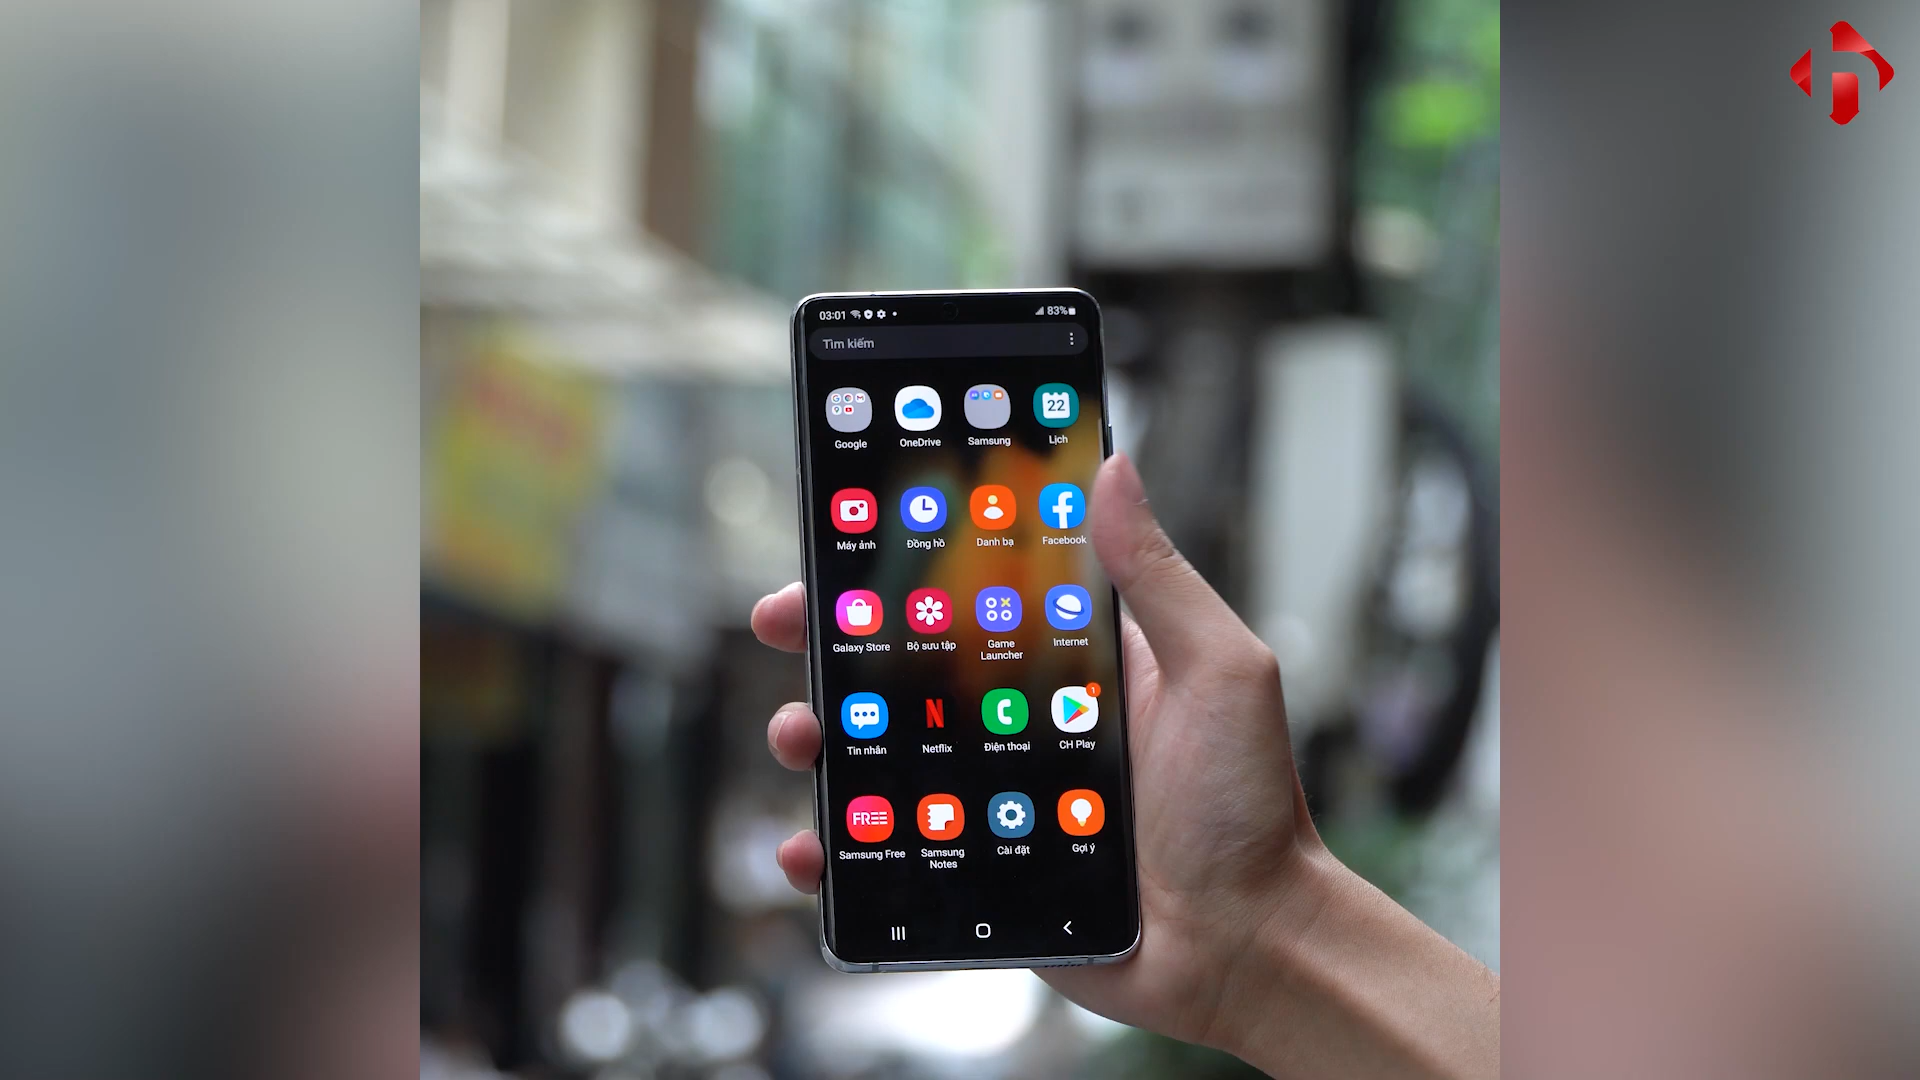 03:01
83%
Tìm kiếm
Google
OneDrive
Samsung
22
Lịch
Máy ảnh
Đồng hồ
Danh bạ
Facebook
Galaxy Store
Bộ sưu tập
Game
Launcher
Internet
Tin nhắn
N
Netflix
Điện thoại
1
CH Play
FREE
Samsung Free
Samsung
Notes
Cài đặt
Gợi ý